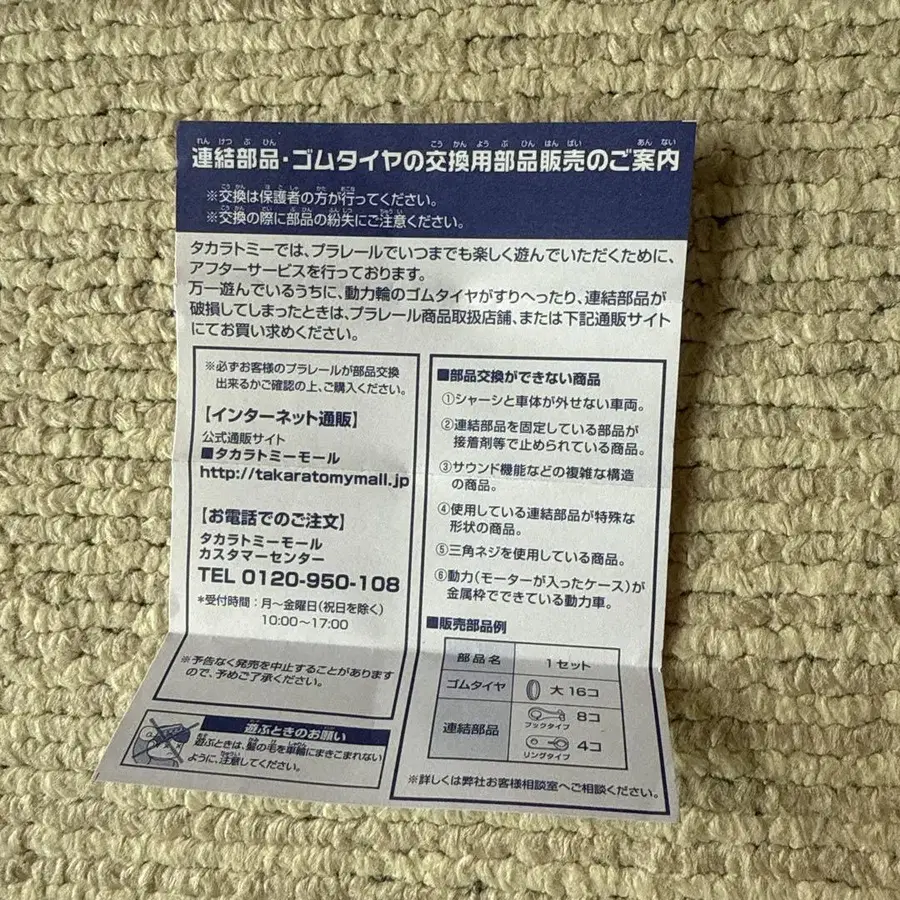 連結部品・ゴムタイヤの交換用部品販売のご案内
※交換は保護者の方が行ってください。
※交換の際に部品の紛失にご注意ください。
タカラトミーでは、プラレールでいつまでも楽しく遊んでいただくために、
アフターサービスを行っております。
万一遊んでいるうちに、動力輪のゴムタイヤがすりへったり、連結部品が
破損してしまったときは、プラレール商品取扱店舗、または下記通販サイト
にてお買い求めください。
※必ずお客様のプラレールが部品交換
出来るかご確認の上、ご購入ください。
【インターネット通販】
公式通販サイト
■タカラトミーモール
http://takaratomymall.jp
【お電話でのご注文】
タカラトミーモール
カスタマーセンター
TEL 0120-950-108
*受付時間：月〜金曜日(祝日を除く)
10:00〜17:00
※予告なく発売を中止することがあります
ので、予めご了承ください。
遊ぶときのお願い
遊ぶときは、髪の毛を車輪にまきこまれない
ように、注意してください。
■部品交換ができない商品
①シャーシと車体が外せない車両。
②連結部品を固定している部品が
接着剤等で止められている商品。
③サウンド機能などの複雑な構造
の商品。
④使用している連結部品が特殊な
形状の商品。
⑤三角ネジを使用している商品。
⑥動力(モーターが入ったケース)が
金属枠でできている動力車。
■販売部品例
部品名 1セット
ゴムタイヤ 大 16コ
連結部品 フックタイプ 8コ
リングタイプ 4コ
※詳しくは弊社お客様相談室へご相談ください。